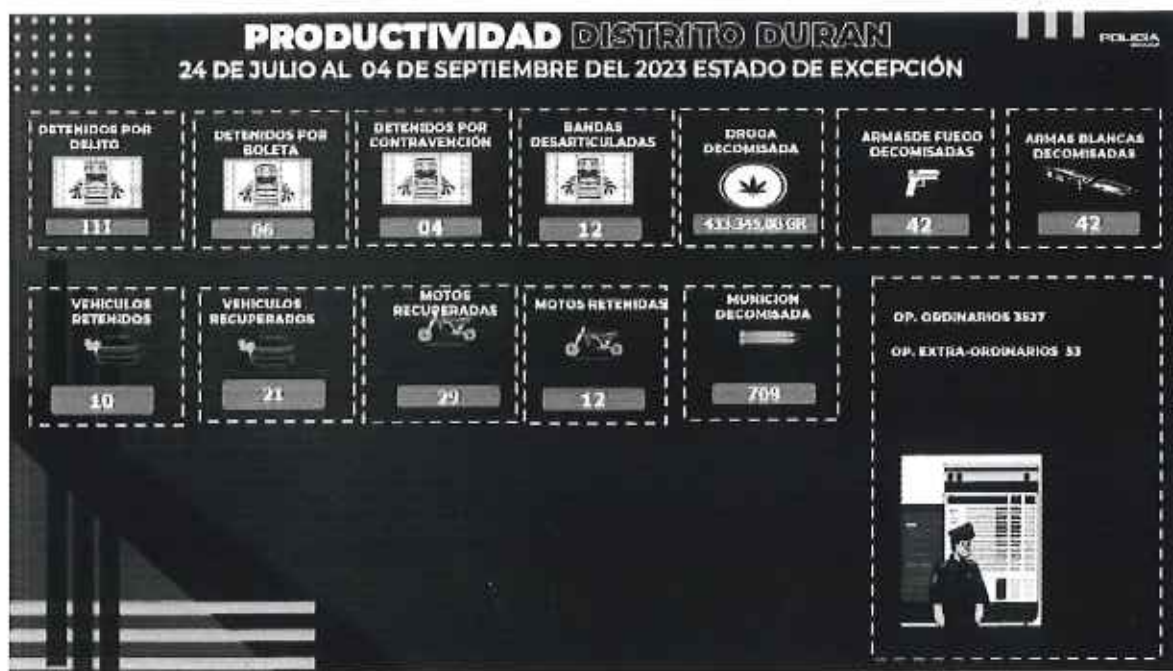 PRODUCTIVIDAD DISTRITO DURAN
POLICIA
24 DE JULIO AL 04 DE SEPTIEMBRE DEL 2023 ESTADO DE EXCEPCIÓN
DETENIDOS POR
DELITO
111
DETENIDOS POR
BOLETA
06
DETENIDOS POR
CONTRAVENCIÓN
04
BANDAS
DESARTICULADAS
12
DROGA
DECOMISADA
433.345,00 GR
ARMASDE FUEGO
DECOMISADAS
42
ARMAS BLANCAS
DECOMISADAS
42
VEHICULOS
RETENIDOS
10
VEHICULOS
RECUPERADOS
21
MOTOS
RECUPERADAS
29
MOTOS RETENIDAS
12
MUNICION
DECOMISADA
709
OP. ORDINARIOS 3527
OP. EXTRA-ORDINARIOS 53